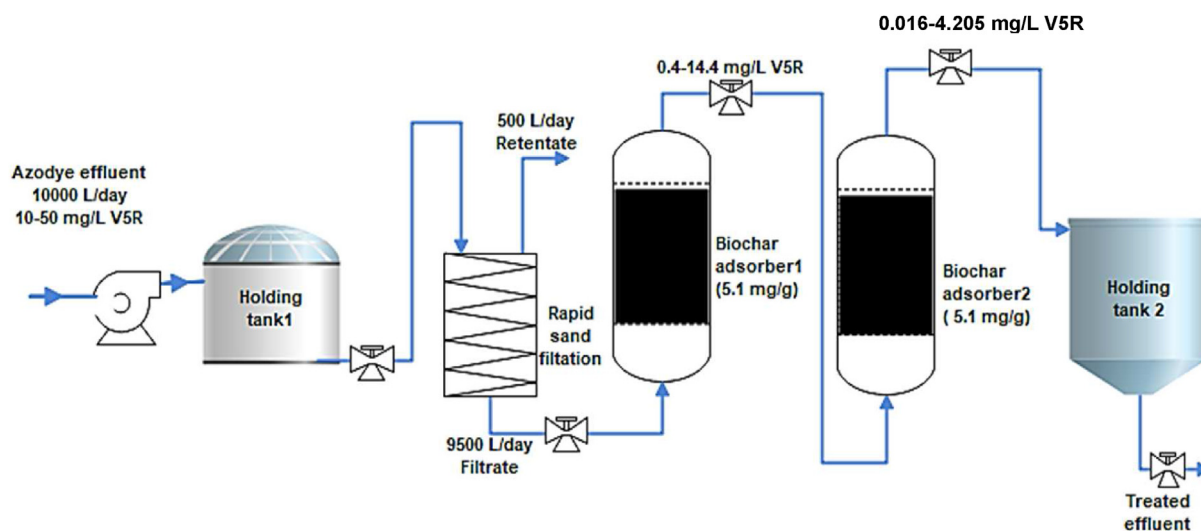 Azodye effluent
10000 L/day
10-50 mg/L V5R
Holding
tank1
500 L/day
Retentate
Rapid
sand
filtation
9500 L/day
Filtrate
0.4-14.4 mg/L V5R
Biochar
adsorber1
(5.1 mg/g)
0.016-4.205 mg/L V5R
Biochar
adsorber2
( 5.1 mg/g)
Holding
tank 2
Treated
effluent